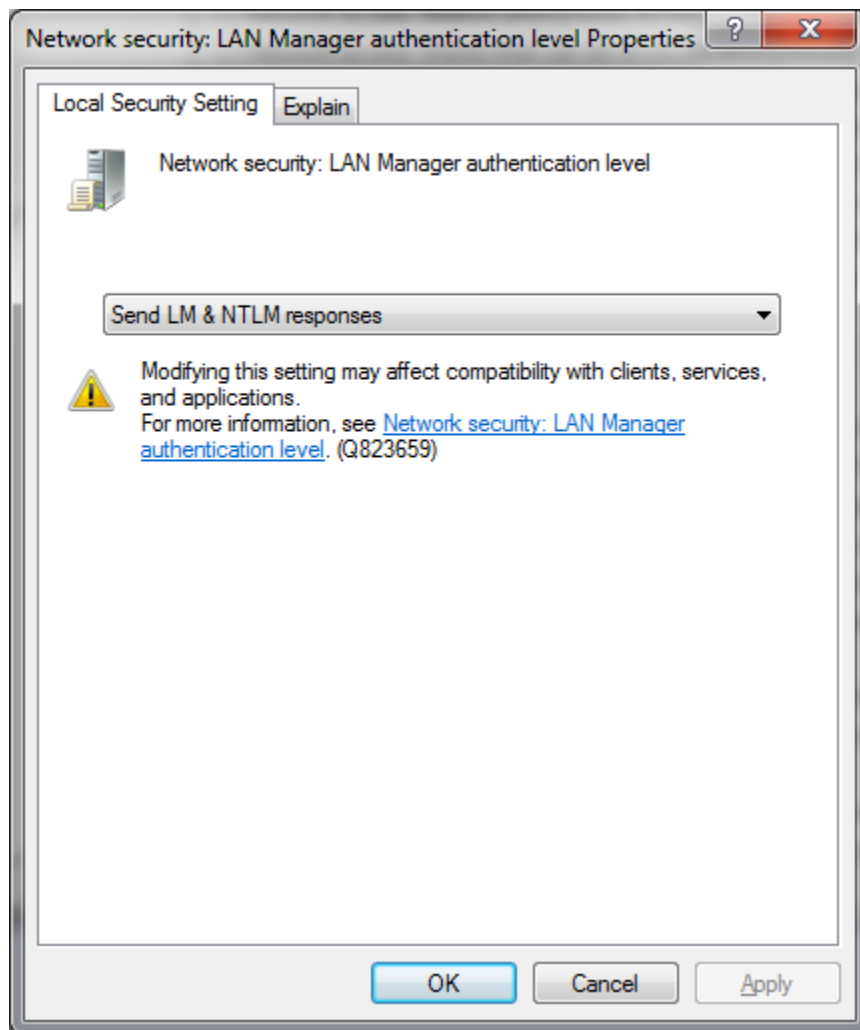 Network security: LAN Manager authentication level Properties
Local Security Setting
Explain
Network security: LAN Manager authentication level
Send LM & NTLM responses
Modifying this setting may affect compatibility with clients, services,
and applications.
For more information, see Network security: LAN Manager
authentication level. (Q823659)
OK
Cancel
Apply